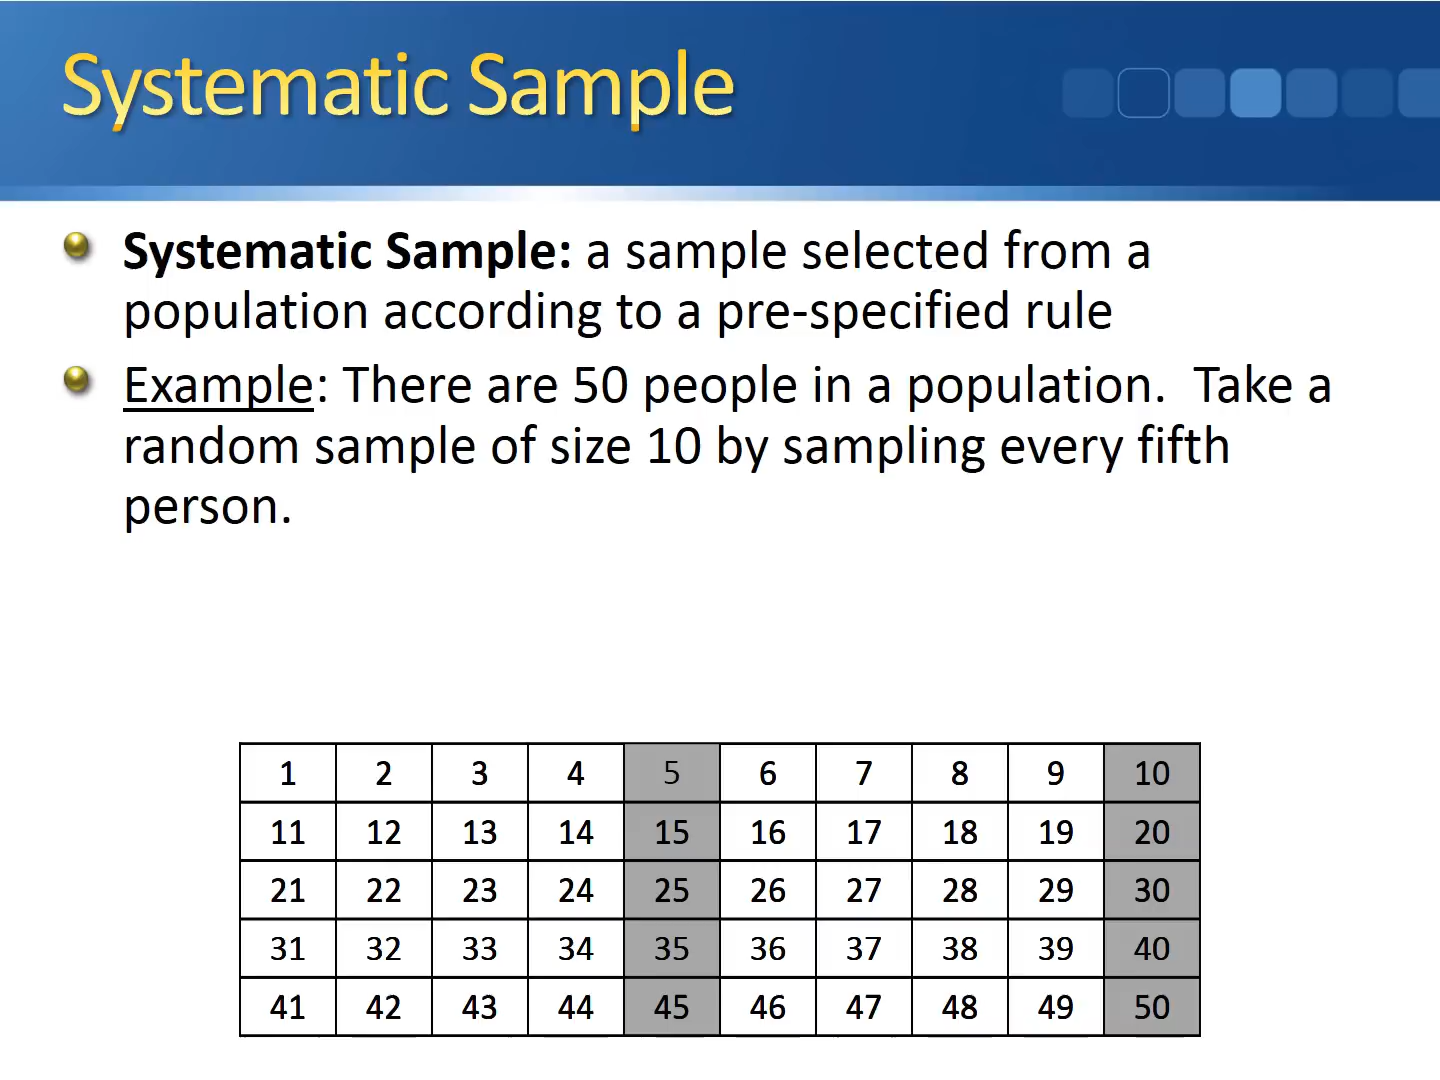 Systematic Sample
Systematic Sample: a sample selected from a
population according to a pre-specified rule
Example: There are 50 people in a population.  Take a
random sample of size 10 by sampling every fifth
person.
1 2 3 4 5 6 7 8 9 10
11 12 13 14 15 16 17 18 19 20
21 22 23 24 25 26 27 28 29 30
31 32 33 34 35 36 37 38 39 40
41 42 43 44 45 46 47 48 49 50